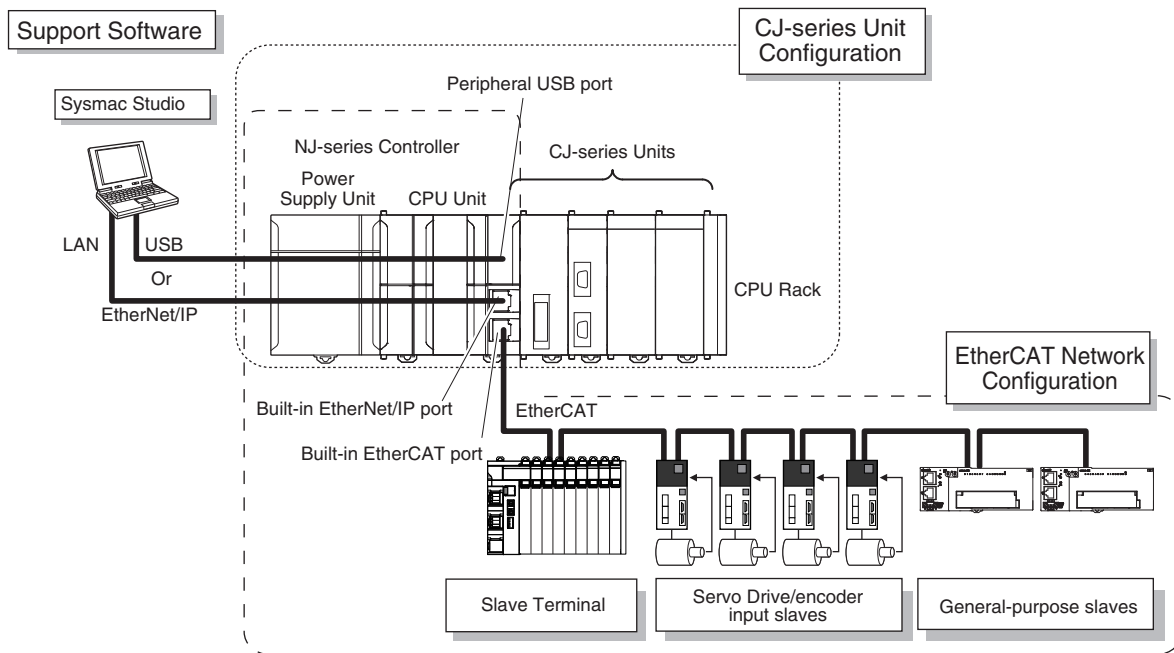 Support Software
CJ-series Unit
Configuration
Peripheral USB port
Sysmac Studio
NJ-series Controller
CJ-series Units
Power
Supply Unit
CPU Unit
LAN
USB
Or
EtherNet/IP
CPU Rack
EtherCAT Network
Configuration
Built-in EtherNet/IP port
EtherCAT
Built-in EtherCAT port
Slave Terminal
Servo Drive/encoder
input slaves
General-purpose slaves